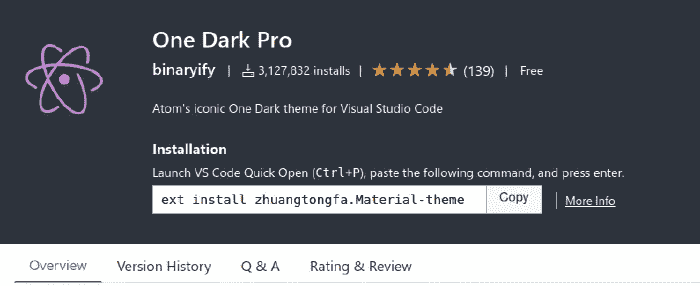 One Dark Pro
binaryify | 3,127,832 installs | (139) | Free
Atom's iconic One Dark theme for Visual Studio Code
Installation
Launch VS Code Quick Open (Ctrl+P), paste the following command, and press enter.
ext install zhuangtongfa.Material-theme Copy More Info
Overview Version History Q & A Rating & Review